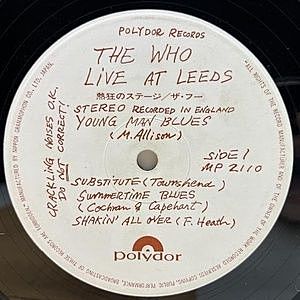 POLYDOR RECORDS
THE WHO
LIVE AT LEEDS
熱狂のステージ/ザ・フー
STEREO RECORDED IN ENGLAND
YOUNG MAN BLUES
(M. Allison)
SIDE 1
MP 2110
CRACKLING NOISES O.K.
DO NOT CORRECT!
SUBSTITUTE (Townshend)
SUMMERTIME BLUES
(Cochran & Capehart)
SHAKIN' ALL OVER (F. Heath)
polydor